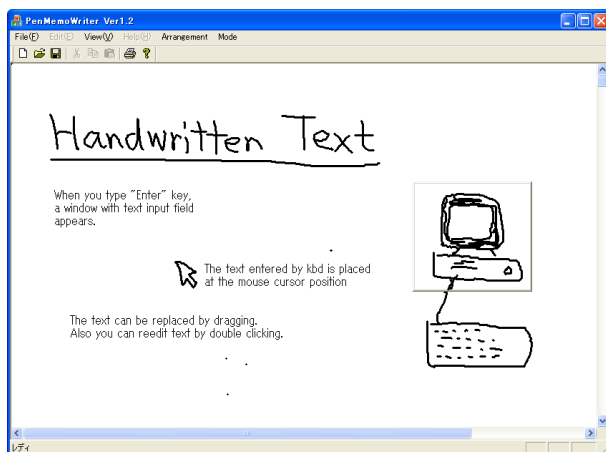 PenMemoWriter Ver1.2
File(F) Edit(E) View(V) Help(H) Arrangement Mode
Handwritten Text
When you type "Enter" key,
a window with text input field
appears.
The text entered by kbd is placed
at the mouse cursor position
The text can be replaced by dragging.
Also you can reedit text by double clicking.
レディ